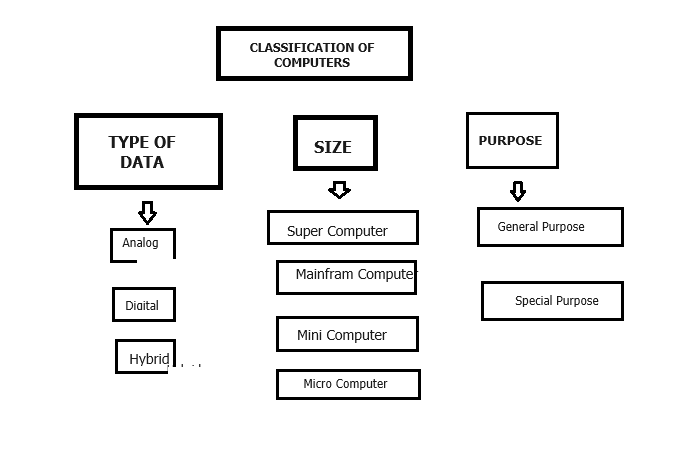 CLASSIFICATION OF
COMPUTERS
TYPE OF
DATA
SIZE
PURPOSE
Analog
Digital
Hybrid
Super Computer
Mainfram Computer
Mini Computer
Micro Computer
General Purpose
Special Purpose